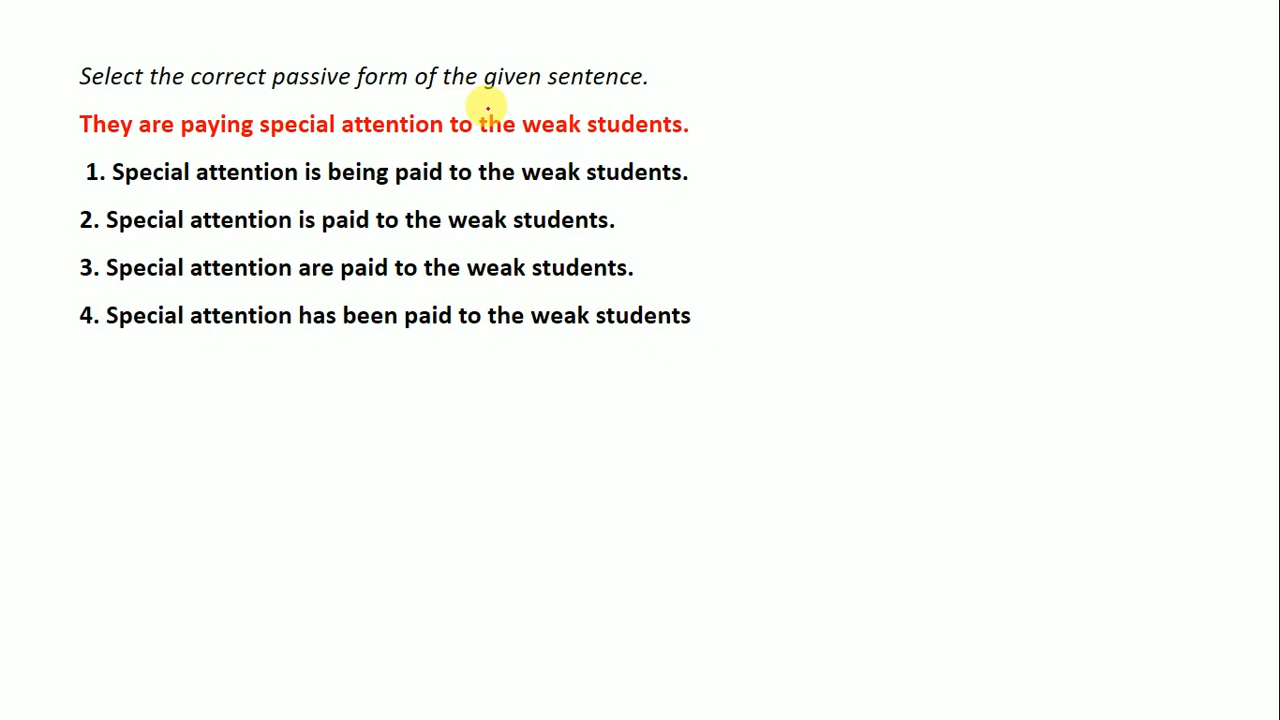 Select the correct passive form of the given sentence.
They are paying special attention to the weak students.
1. Special attention is being paid to the weak students.
2. Special attention is paid to the weak students.
3. Special attention are paid to the weak students.
4. Special attention has been paid to the weak students